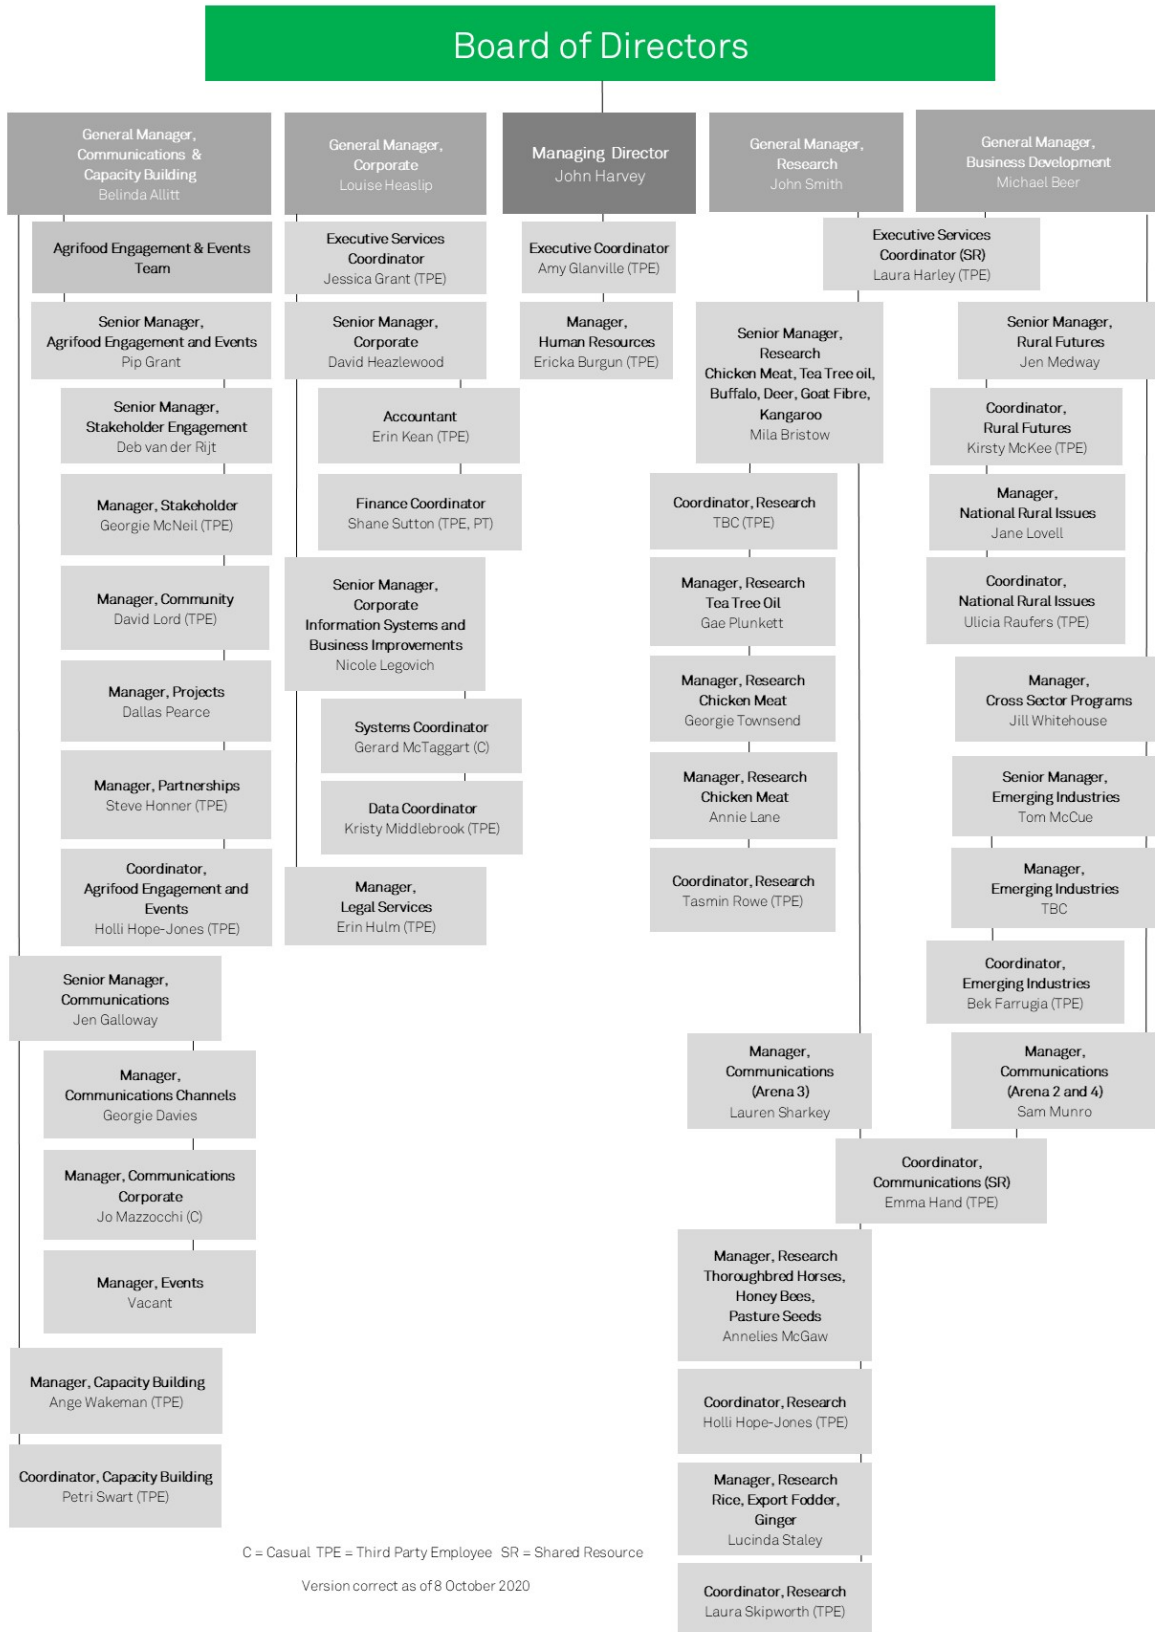 Board of Directors
General Manager,
Communications &
Capacity Building
Belinda Allitt
Agrifood Engagement & Events
Team
Senior Manager,
Agrifood Engagement and Events
Pip Grant
Senior Manager,
Stakeholder Engagement
Deb van der Rijt
Manager, Stakeholder
Georgie McNeil (TPE)
Manager, Community
David Lord (TPE)
Manager, Projects
Dallas Pearce
Manager, Partnerships
Steve Honner (TPE)
Coordinator,
Agrifood Engagement and
Events
Holli Hope-Jones (TPE)
Senior Manager,
Communications
Jen Galloway
Manager,
Communications Channels
Georgie Davies
Manager, Communications
Corporate
Jo Mazzocchi (C)
Manager, Events
Vacant
Manager, Capacity Building
Ange Wakeman (TPE)
Coordinator, Capacity Building
Petri Swart (TPE)
General Manager,
Corporate
Louise Heaslip
Executive Services
Coordinator
Jessica Grant (TPE)
Senior Manager,
Corporate
David Heazlewood
Accountant
Erin Kean (TPE)
Finance Coordinator
Shane Sutton (TPE, PT)
Senior Manager,
Corporate
Information Systems and
Business Improvements
Nicole Legovich
Systems Coordinator
Gerard McTaggart (C)
Data Coordinator
Kristy Middlebrook (TPE)
Manager,
Legal Services
Erin Hulm (TPE)
Managing Director
John Harvey
Executive Coordinator
Amy Glanville (TPE)
Manager,
Human Resources
Ericka Burgun (TPE)
General Manager,
Research
John Smith
Executive Services
Coordinator (SR)
Laura Harley (TPE)
Senior Manager,
Research
Chicken Meat, Tea Tree oil,
Buffalo, Deer, Goat Fibre,
Kangaroo
Mila Bristow
Coordinator, Research
TBC (TPE)
Manager, Research
Tea Tree Oil
Gae Plunkett
Manager, Research
Chicken Meat
Georgie Townsend
Manager, Research
Chicken Meat
Annie Lane
Coordinator, Research
Tasmin Rowe (TPE)
Manager,
Communications
(Arena 3)
Lauren Sharkey
Coordinator,
Communications (SR)
Emma Hand (TPE)
Manager, Research
Thoroughbred Horses,
Honey Bees,
Pasture Seeds
Annelies McGaw
Coordinator, Research
Holli Hope-Jones (TPE)
Manager, Research
Rice, Export Fodder,
Ginger
Lucinda Staley
Coordinator, Research
Laura Skipworth (TPE)
General Manager,
Business Development
Michael Beer
Senior Manager,
Rural Futures
Jen Medway
Coordinator,
Rural Futures
Kirsty McKee (TPE)
Manager,
National Rural Issues
Jane Lovell
Coordinator,
National Rural Issues
Ulicia Raufers (TPE)
Manager,
Cross Sector Programs
Jill Whitehouse
Senior Manager,
Emerging Industries
Tom McCue
Manager,
Emerging Industries
TBC
Coordinator,
Emerging Industries
Bek Farrugia (TPE)
Manager,
Communications
(Arena 2 and 4)
Sam Munro
C = Casual TPE = Third Party Employee SR = Shared Resource
Version correct as of 8 October 2020